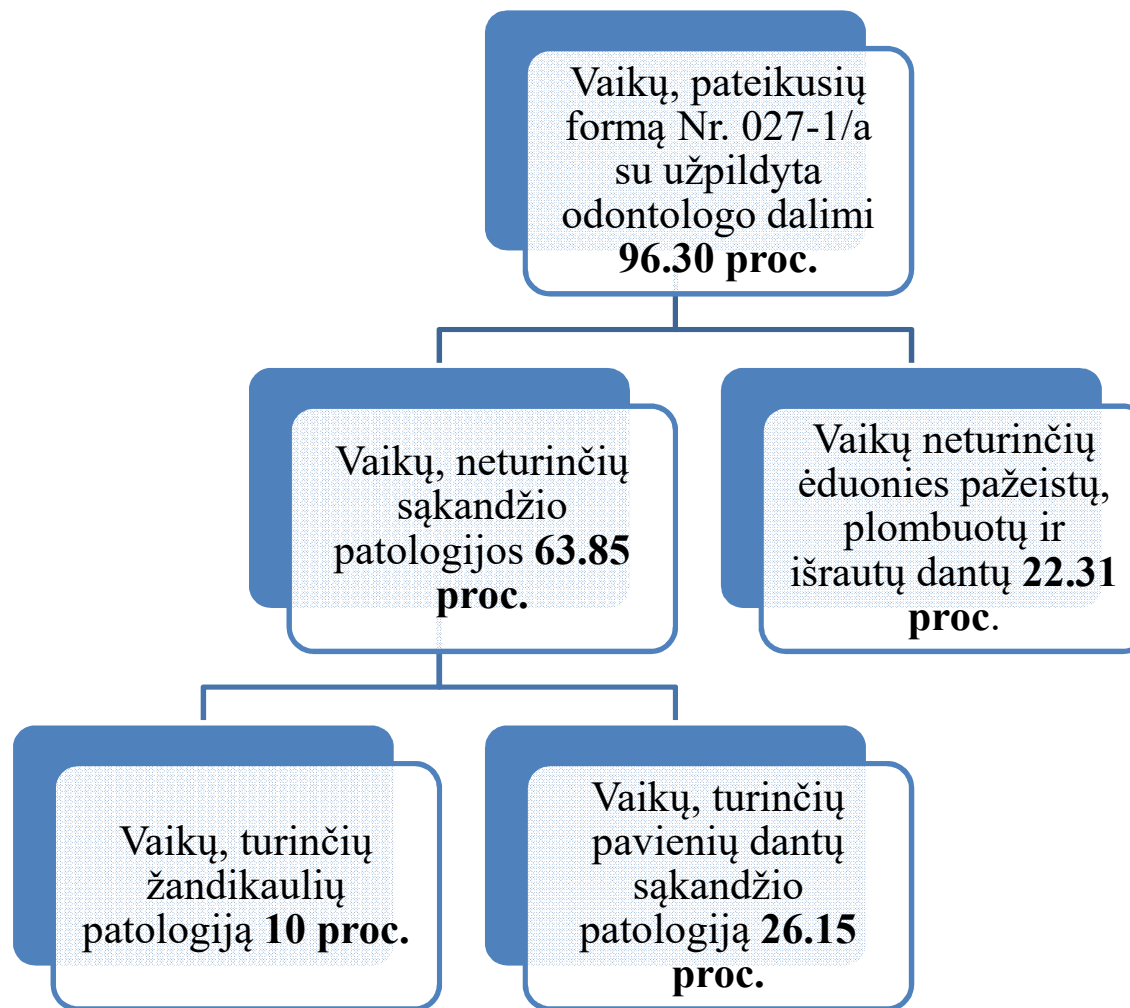 Vaikų, pateikusių
formą Nr. 027-1/a
su užpildyta
odontologo dalimi
96.30 proc.
Vaikų, neturinčių
sąkandžio
patologijos 63.85
proc.
Vaikų neturinčių
ėduonies pažeistų,
plombuotų ir
išrautų dantų 22.31
proc.
Vaikų, turinčių
žandikaulių
patologiją 10 proc.
Vaikų, turinčių
pavienių dantų
sąkandžio
patologiją 26.15
proc.